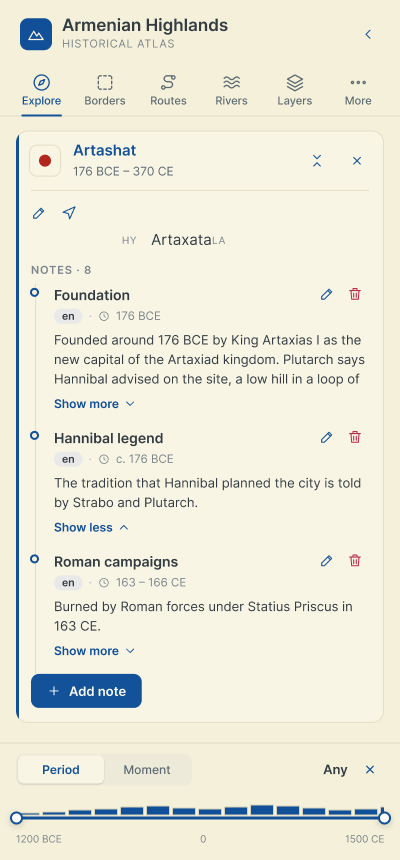 Armenian Highlands
HISTORICAL ATLAS
Explore Borders Routes Rivers Layers More
Artashat
176 BCE – 370 CE
HY Artaxata LA
NOTES · 8
Foundation
en · 176 BCE
Founded around 176 BCE by King Artaxias I as the
new capital of the Artaxiad kingdom. Plutarch says
Hannibal advised on the site, a low hill in a loop of
Show more
Hannibal legend
en · c. 176 BCE
The tradition that Hannibal planned the city is told
by Strabo and Plutarch.
Show less
Roman campaigns
en · 163 – 166 CE
Burned by Roman forces under Statius Priscus in
163 CE.
Show more
+ Add note
Period Moment Any
1200 BCE 0 1500 CE